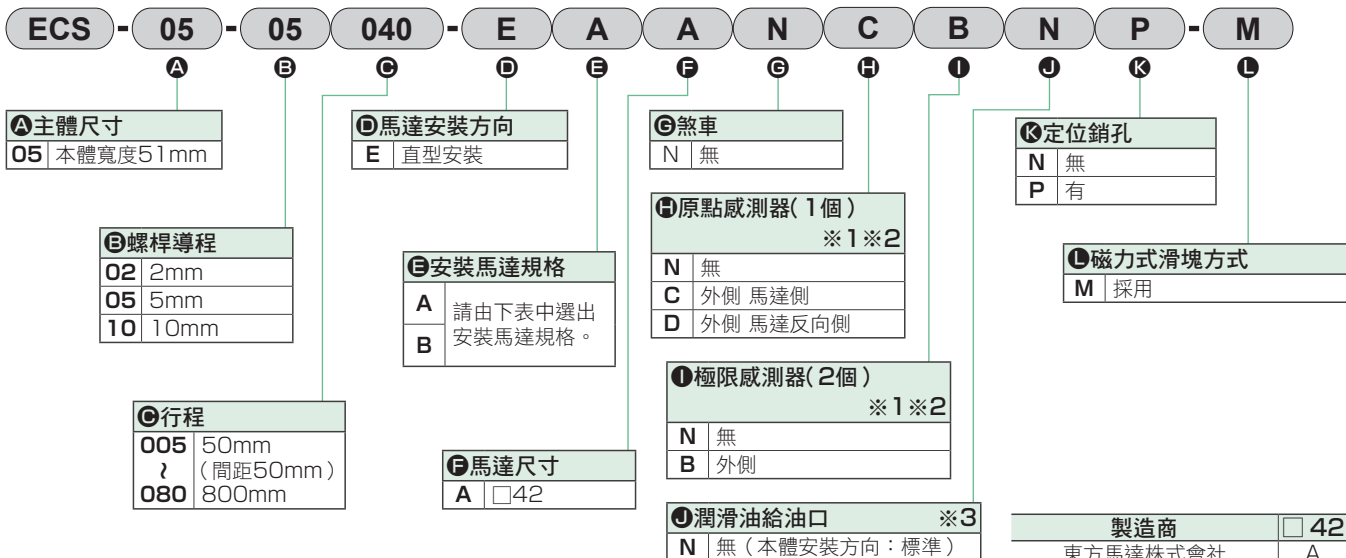 ECS - 05 - 05 040 - E A A N C B N P - M
A B C D E F G H I J K L
A主體尺寸
05 本體寬度51mm
B螺桿導程
02 2mm
05 5mm
10 10mm
C行程
005 50mm
~ (間距50mm)
080 800mm
D馬達安裝方向
E 直型安裝
E安裝馬達規格
A 請由下表中選出
B 安裝馬達規格。
F馬達尺寸
A □42
G煞車
N 無
H原點感測器(1個)
※1※2
N 無
C 外側 馬達側
D 外側 馬達反向側
I極限感測器(2個)
※1※2
N 無
B 外側
J潤滑油給油口 ※3
N 無(本體安裝方向:標準)
K定位銷孔
N 無
P 有
L磁力式滑塊方式
M 採用
製造商 □42
東方馬達株式會社 A